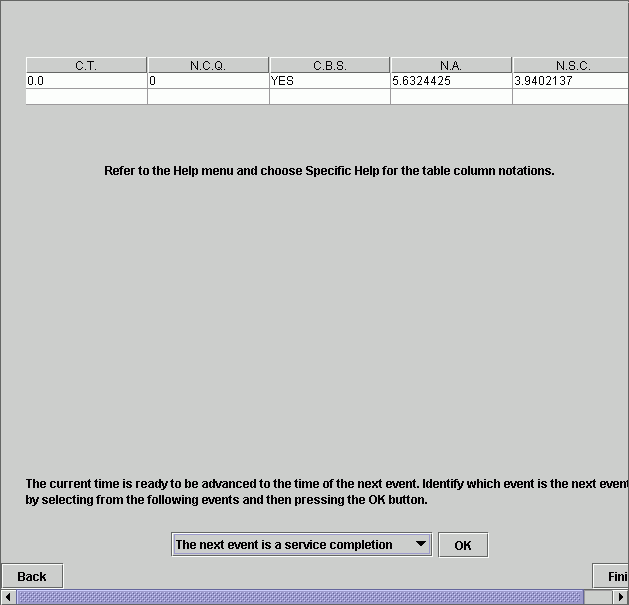 C.T. N.C.Q. C.B.S. N.A. N.S.C.
0.0 0 YES 5.6324425 3.9402137
Refer to the Help menu and choose Specific Help for the table column notations.
The current time is ready to be advanced to the time of the next event. Identify which event is the next event
by selecting from the following events and then pressing the OK button.
The next event is a service completion OK
Back Fini